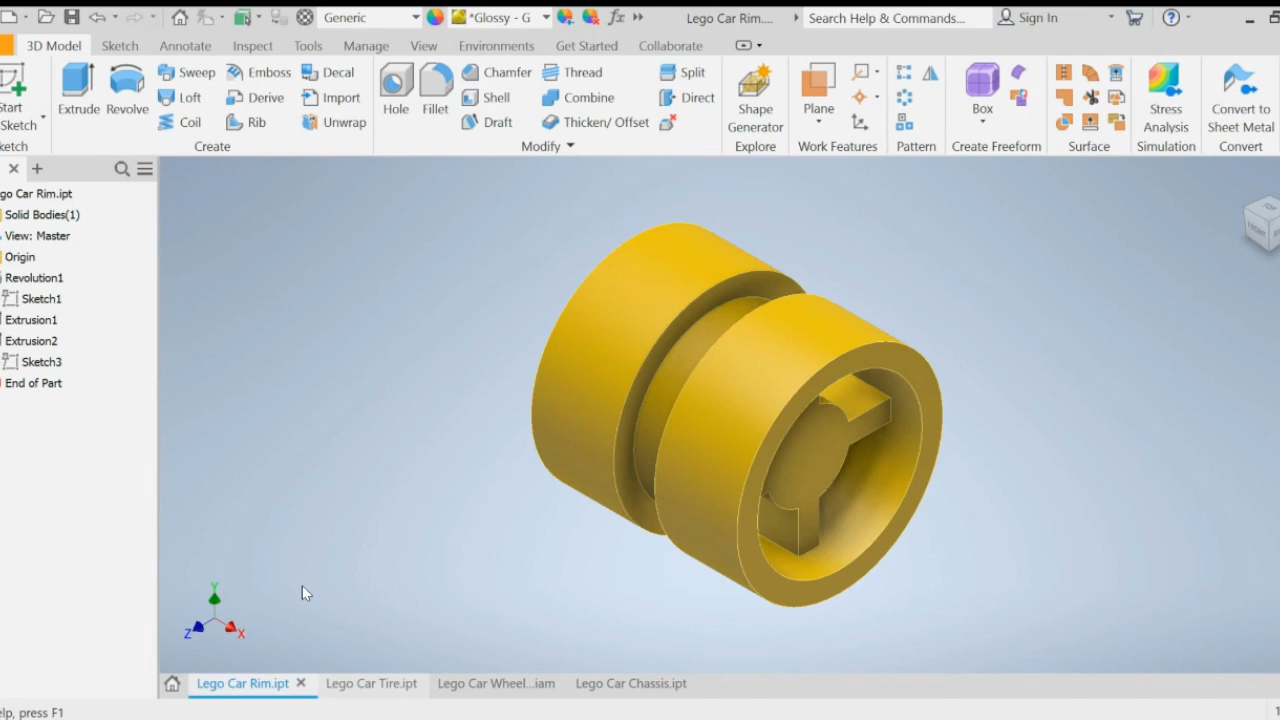 Generic
*Glossy - G
Lego Car Rim....
Search Help & Commands...
Sign In
3D Model
Sketch
Annotate
Inspect
Tools
Manage
View
Environments
Get Started
Collaborate
Start
Sketch
Extrude
Revolve
Sweep
Loft
Coil
Emboss
Derive
Rib
Decal
Import
Unwrap
Hole
Fillet
Chamfer
Shell
Draft
Thread
Combine
Thicken/ Offset
Split
Direct
Shape
Generator
Plane
Box
Stress
Analysis
Convert to
Sheet Metal
ketch
Create
Modify
Explore
Work Features
Pattern
Create Freeform
Surface
Simulation
Convert
go Car Rim.ipt
Solid Bodies(1)
View: Master
Origin
Revolution1
Sketch1
Extrusion1
Extrusion2
Sketch3
End of Part
FRONT
Y
Z
X
Lego Car Rim.ipt
Lego Car Tire.ipt
Lego Car Wheel...iam
Lego Car Chassis.ipt
elp, press F1
1